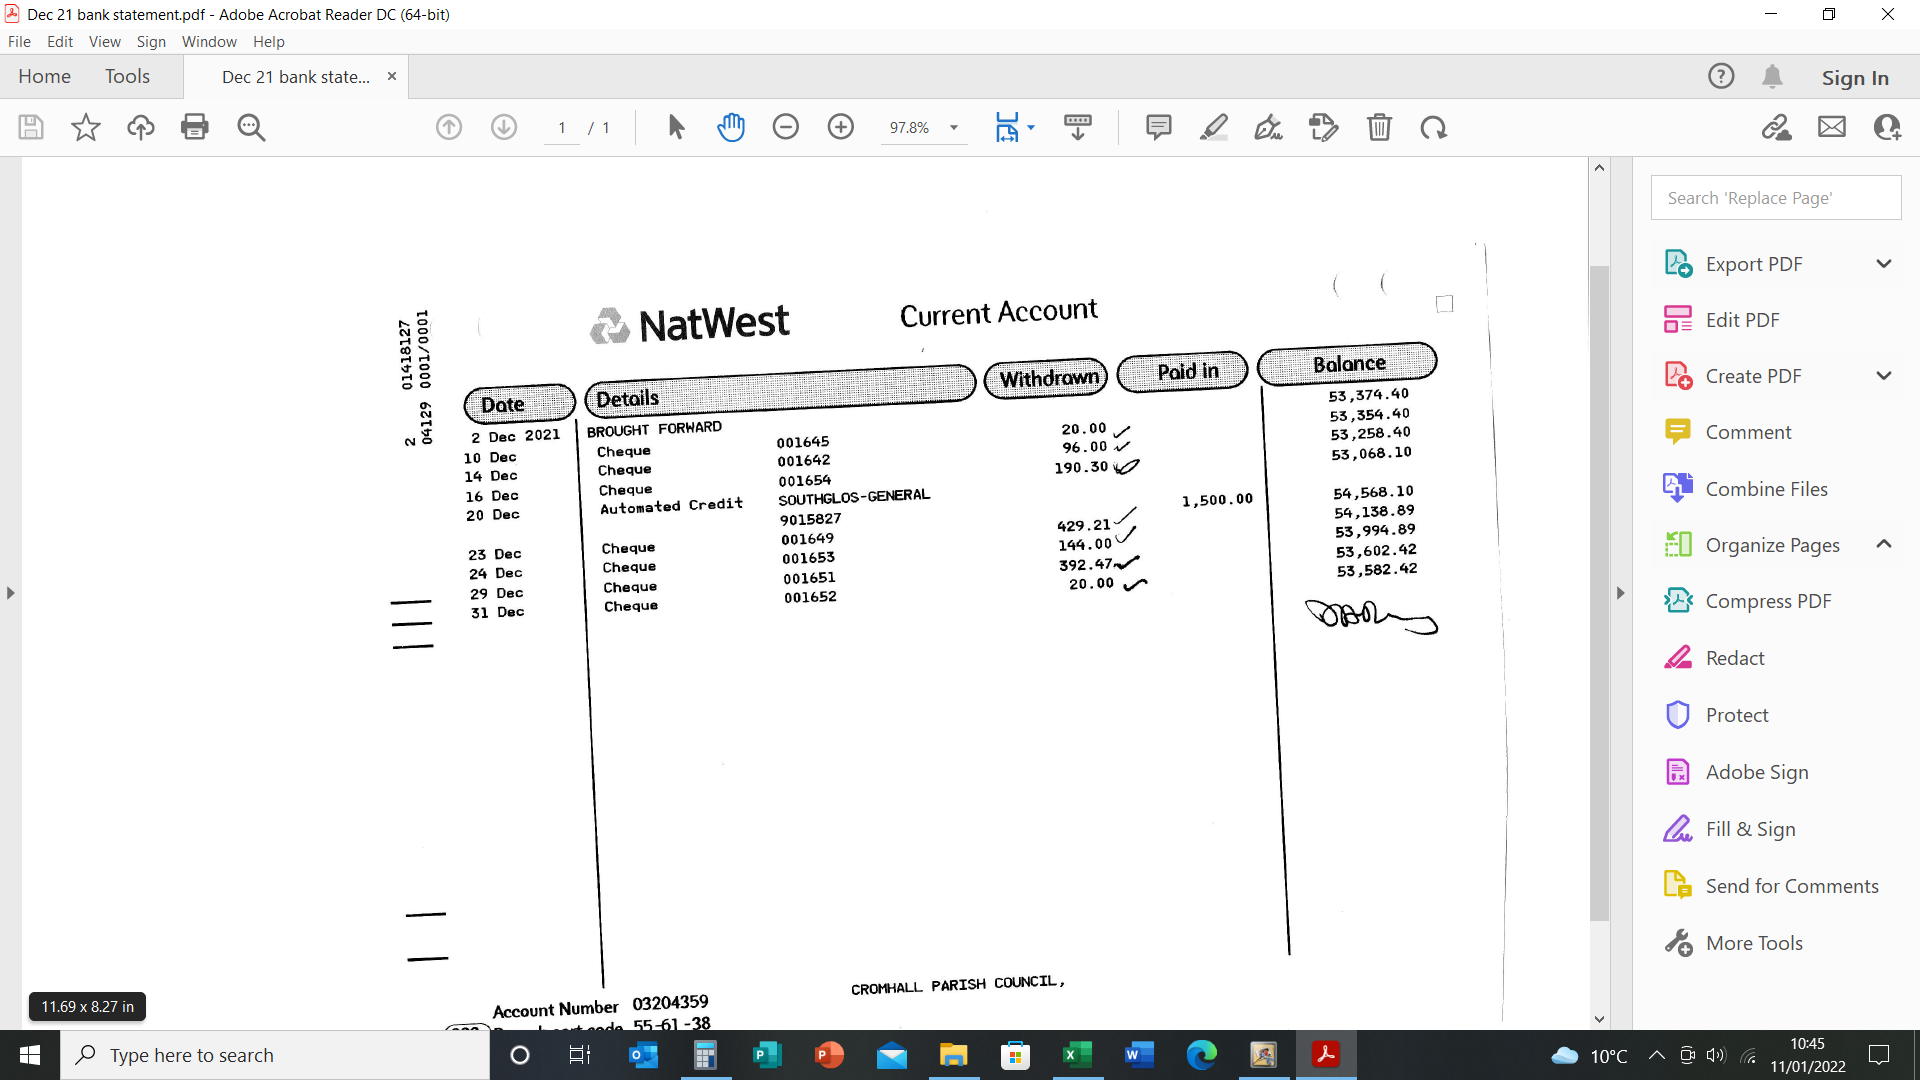 Dec 21 bank statement.pdf - Adobe Acrobat Reader DC (64-bit)
File Edit View Sign Window Help
Home Tools Dec 21 bank state... × Sign In
1 / 1 97.8%
Search 'Replace Page'
Export PDF
Edit PDF
Create PDF
Comment
Combine Files
Organize Pages
Compress PDF
Redact
Protect
Adobe Sign
Fill & Sign
Send for Comments
More Tools
01418127
0001/0001
2
04129
NatWest Current Account
Date Details Withdrawn Paid in Balance
2 Dec 2021 BROUGHT FORWARD 53,374.40
10 Dec Cheque 001645 20.00 53,354.40
14 Dec Cheque 001642 96.00 53,258.40
16 Dec Cheque 001654 190.30 53,068.10
20 Dec Automated Credit SOUTHGLOS-GENERAL
9015827 1,500.00 54,568.10
23 Dec Cheque 001649 429.21 54,138.89
24 Dec Cheque 001653 144.00 53,994.89
29 Dec Cheque 001651 392.47 53,602.42
31 Dec Cheque 001652 20.00 53,582.42
CROMHALL PARISH COUNCIL,
Account Number 03204359
55-61-38
11.69 x 8.27 in
Type here to search
10°C
10:45
11/01/2022